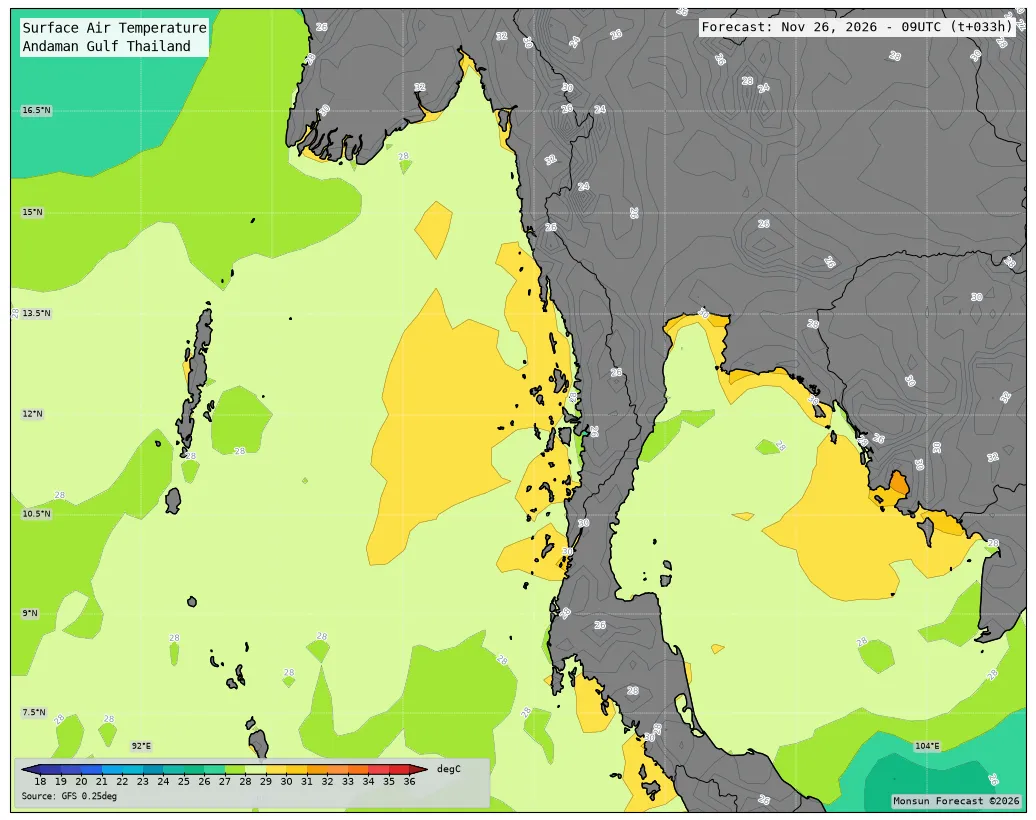 Surface Air Temperature
Andaman Gulf Thailand
Forecast: Nov 26, 2026 - 09UTC (t+033h)
16.5°N
15°N
13.5°N
12°N
10.5°N
9°N
7.5°N
92°E
104°E
degC
18 19 20 21 22 23 24 25 26 27 28 29 30 31 32 33 34 35 36
Source: GFS 0.25deg
Monsun Forecast ©2026